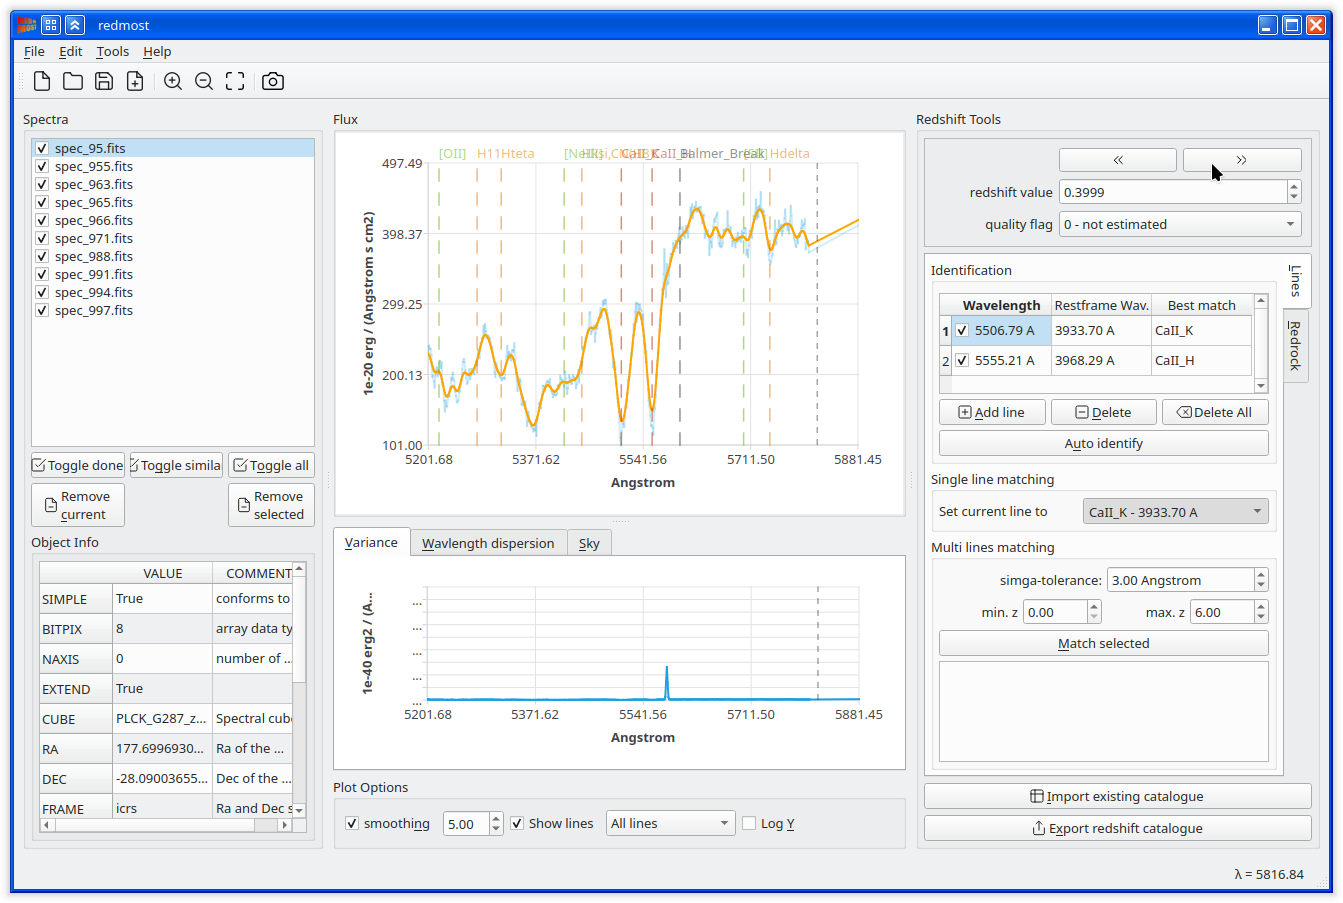 redmost
File Edit Tools Help
Spectra
spec_95.fits
spec_955.fits
spec_963.fits
spec_965.fits
spec_966.fits
spec_971.fits
spec_988.fits
spec_991.fits
spec_994.fits
spec_997.fits
Toggle done Toggle simila Toggle all
Remove current
Remove selected
Object Info
VALUE COMMENT
SIMPLE True conforms to
BITPIX 8 array data ty
NAXIS 0 number of ...
EXTEND True
CUBE PLCK_G287_z... Spectral cub
RA 177.6996930... Ra of the ...
DEC -28.09003655... Dec of the ...
FRAME icrs Ra and Dec s
Flux
[OII] H11 Hteta CaII_H Balmer_Break Hdelta
497.49
398.37
299.25
200.13
101.00
1e-20 erg / (Angstrom s cm2)
5201.68 5371.62 5541.56 5711.50 5881.45
Angstrom
Variance Wavlength dispersion Sky
...
...
...
...
...
1e-40 erg2 / (A...
5201.68 5371.62 5541.56 5711.50 5881.45
Angstrom
Plot Options
smoothing 5.00 Show lines All lines Log Y
Redshift Tools
redshift value 0.3999
quality flag 0 - not estimated
Lines
Redrock
Identification
Wavelength Restframe Wav. Best match
1 5506.79 A 3933.70 A CaII_K
2 5555.21 A 3968.29 A CaII_H
Add line Delete Delete All
Auto identify
Single line matching
Set current line to CaII_K - 3933.70 A
Multi lines matching
simga-tolerance: 3.00 Angstrom
min. z 0.00 max. z 6.00
Match selected
Import existing catalogue
Export redshift catalogue
λ = 5816.84